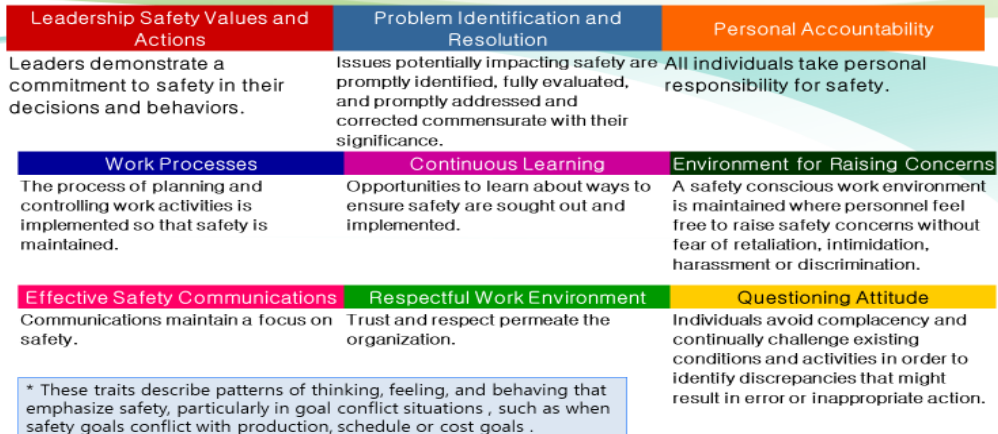 Leadership Safety Values and
Actions
Leaders demonstrate a
commitment to safety in their
decisions and behaviors.
Problem Identification and
Resolution
Issues potentially impacting safety are
promptly identified, fully evaluated,
and promptly addressed and
corrected commensurate with their
significance.
Personal Accountability
All individuals take personal
responsibility for safety.
Work Processes
The process of planning and
controlling work activities is
implemented so that safety is
maintained.
Continuous Learning
Opportunities to learn about ways to
ensure safety are sought out and
implemented.
Environment for Raising Concerns
A safety conscious work environment
is maintained where personnel feel
free to raise safety concerns without
fear of retaliation, intimidation,
harassment or discrimination.
Effective Safety Communications
Communications maintain a focus on
safety.
Respectful Work Environment
Trust and respect permeate the
organization.
Questioning Attitude
Individuals avoid complacency and
continually challenge existing
conditions and activities in order to
identify discrepancies that might
result in error or inappropriate action.
* These traits describe patterns of thinking, feeling, and behaving that
emphasize safety, particularly in goal conflict situations , such as when
safety goals conflict with production, schedule or cost goals .